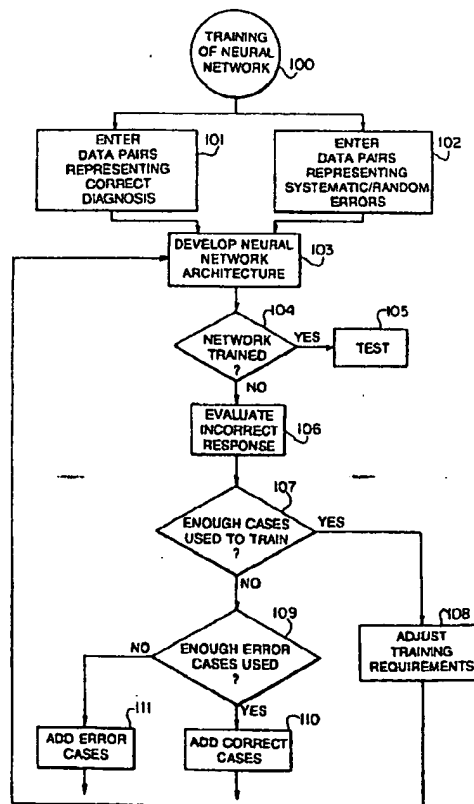 TRAINING
OF NEURAL
NETWORK
100
ENTER
DATA PAIRS
REPRESENTING
CORRECT
DIAGNOSIS
101
ENTER
DATA PAIRS
REPRESENTING
SYSTEMATIC/RANDOM
ERRORS
102
DEVELOP NEURAL
NETWORK
ARCHITECTURE
103
104
NETWORK
TRAINED
?
YES
105
TEST
NO
EVALUATE
INCORRECT
RESPONSE
106
107
ENOUGH CASES
USED TO TRAIN
?
YES
NO
108
ADJUST
TRAINING
REQUIREMENTS
109
ENOUGH ERROR
CASES USED
?
NO
YES
111
ADD ERROR
CASES
110
ADD CORRECT
CASES